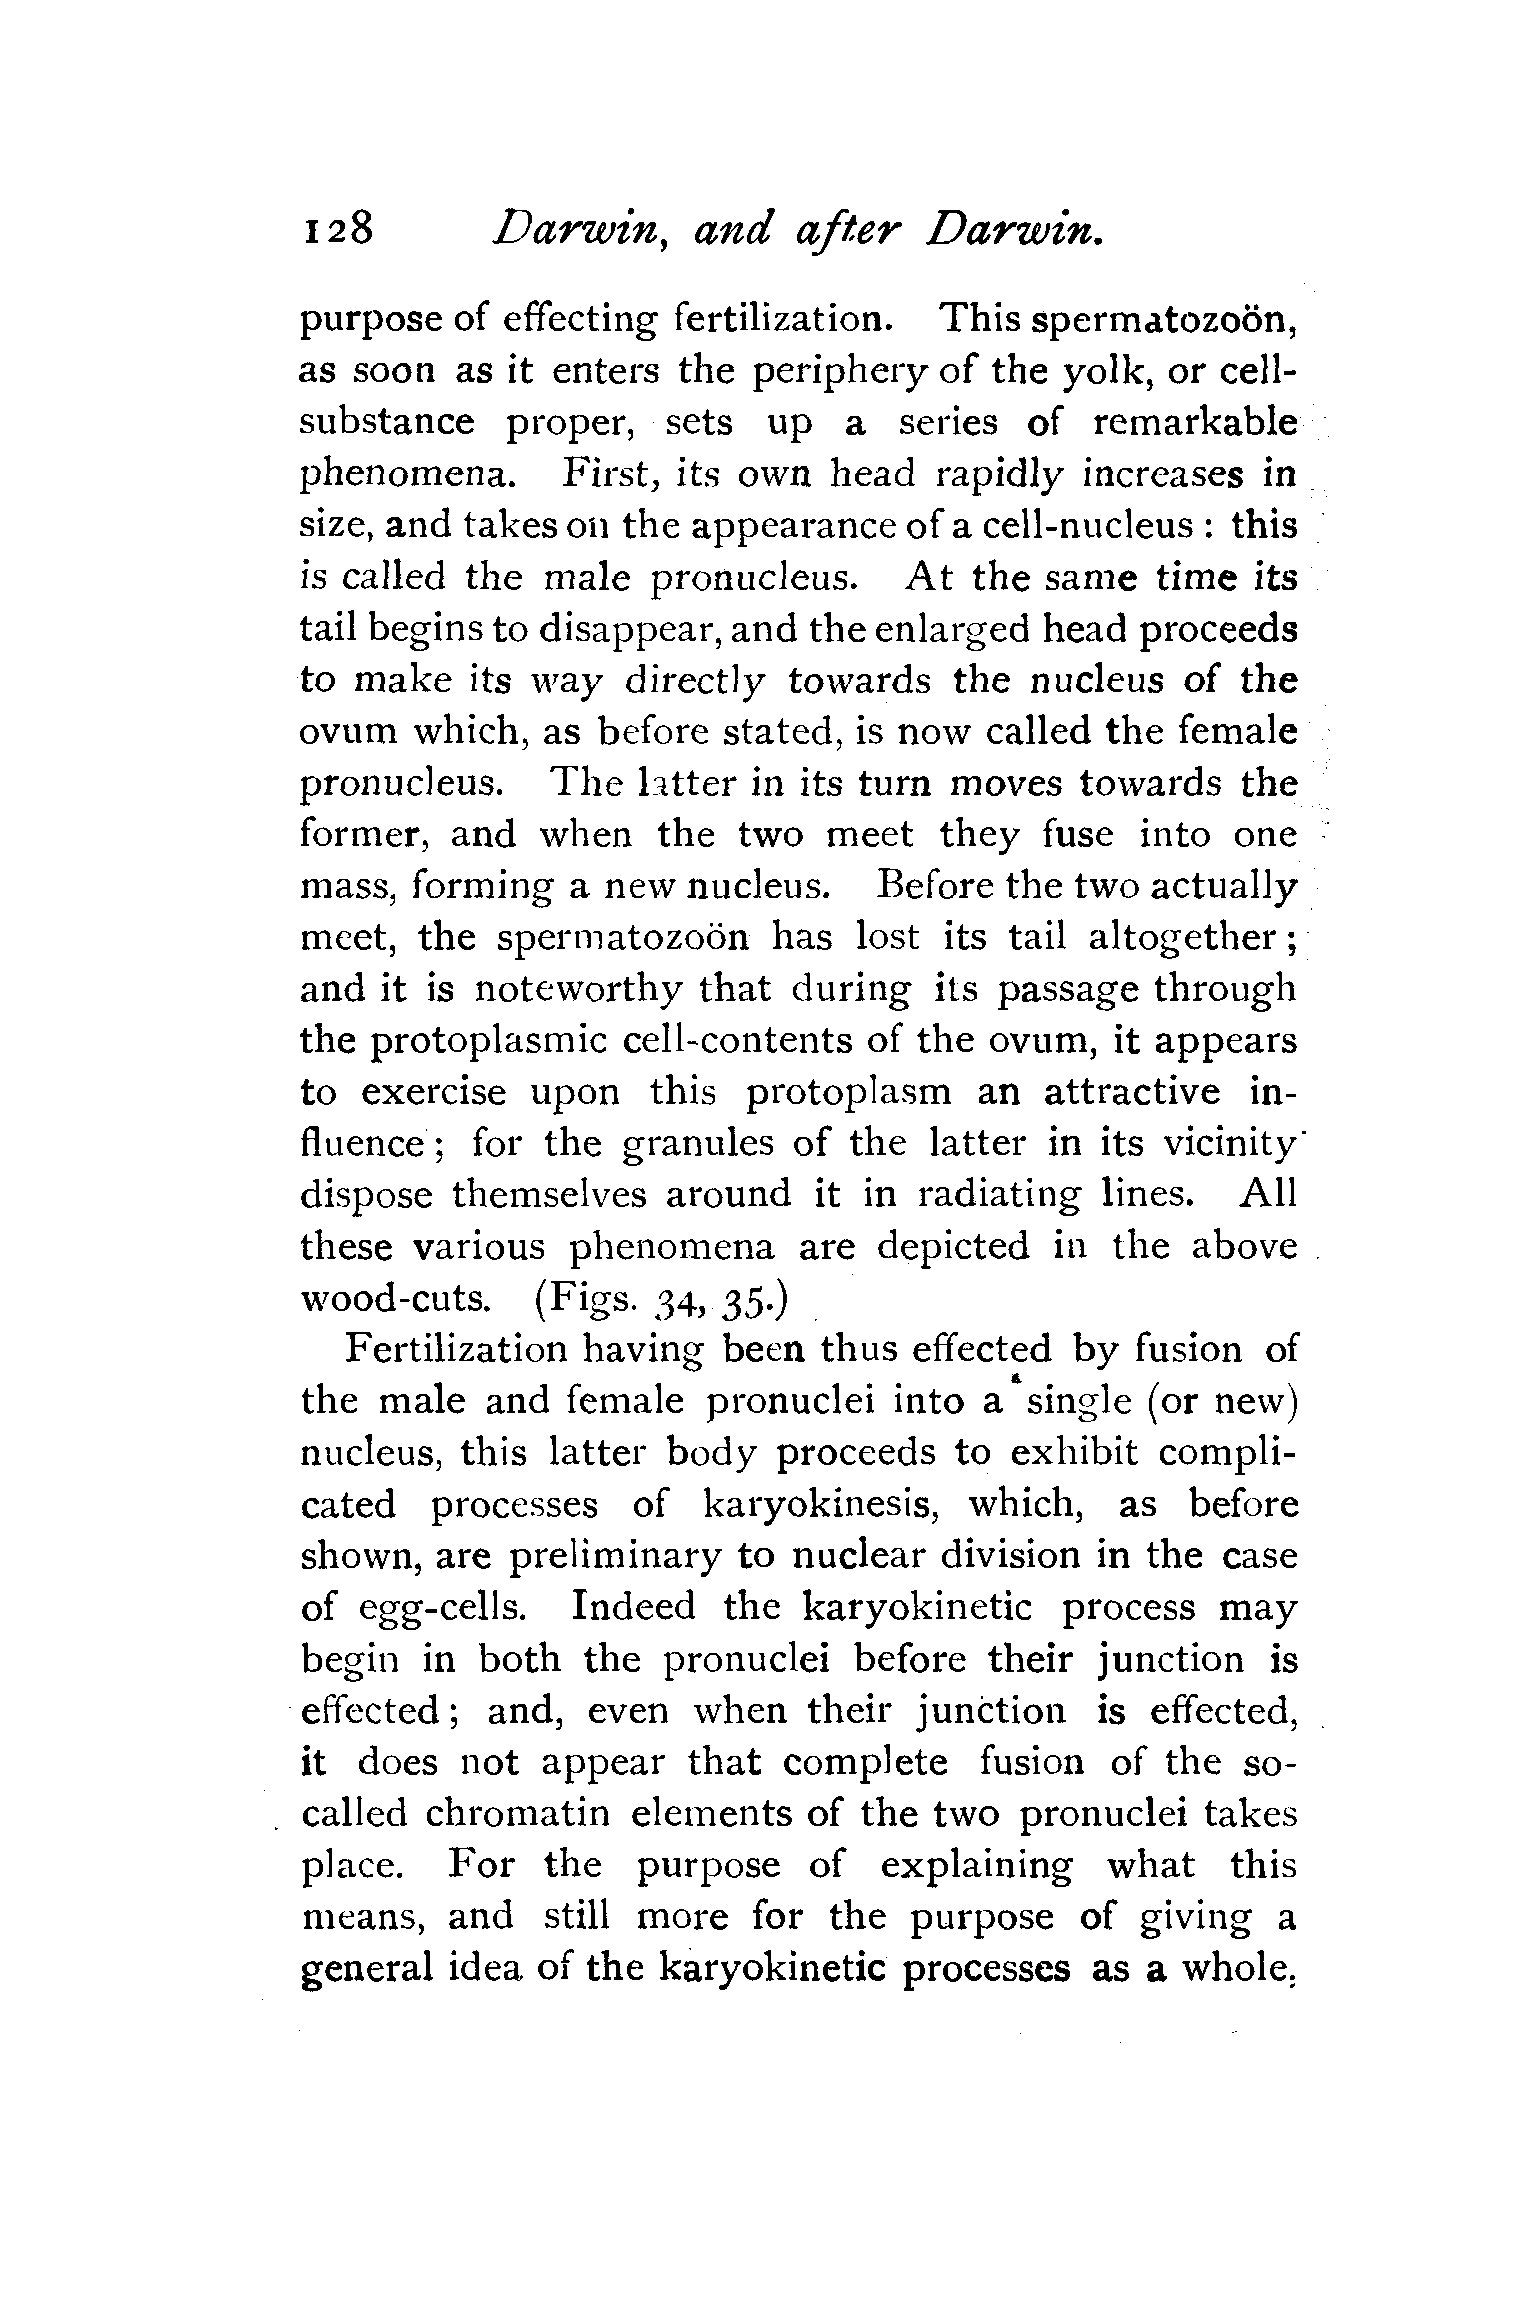 128 Darwin, and after Darwin.
purpose of effecting fertilization. This spermatozoön,
as soon as it enters the periphery of the yolk, or cell-
substance proper, sets up a series of remarkable
phenomena. First, its own head rapidly increases in
size, and takes on the appearance of a cell-nucleus : this
is called the male pronucleus. At the same time its
tail begins to disappear, and the enlarged head proceeds
to make its way directly towards the nucleus of the
ovum which, as before stated, is now called the female
pronucleus. The latter in its turn moves towards the
former, and when the two meet they fuse into one
mass, forming a new nucleus. Before the two actually
meet, the spermatozoön has lost its tail altogether ;
and it is noteworthy that during its passage through
the protoplasmic cell-contents of the ovum, it appears
to exercise upon this protoplasm an attractive in-
fluence ; for the granules of the latter in its vicinity
dispose themselves around it in radiating lines. All
these various phenomena are depicted in the above
wood-cuts. (Figs. 34, 35.)
Fertilization having been thus effected by fusion of
the male and female pronuclei into a single (or new)
nucleus, this latter body proceeds to exhibit compli-
cated processes of karyokinesis, which, as before
shown, are preliminary to nuclear division in the case
of egg-cells. Indeed the karyokinetic process may
begin in both the pronuclei before their junction is
effected ; and, even when their junction is effected,
it does not appear that complete fusion of the so-
called chromatin elements of the two pronuclei takes
place. For the purpose of explaining what this
means, and still more for the purpose of giving a
general idea of the karyokinetic processes as a whole,